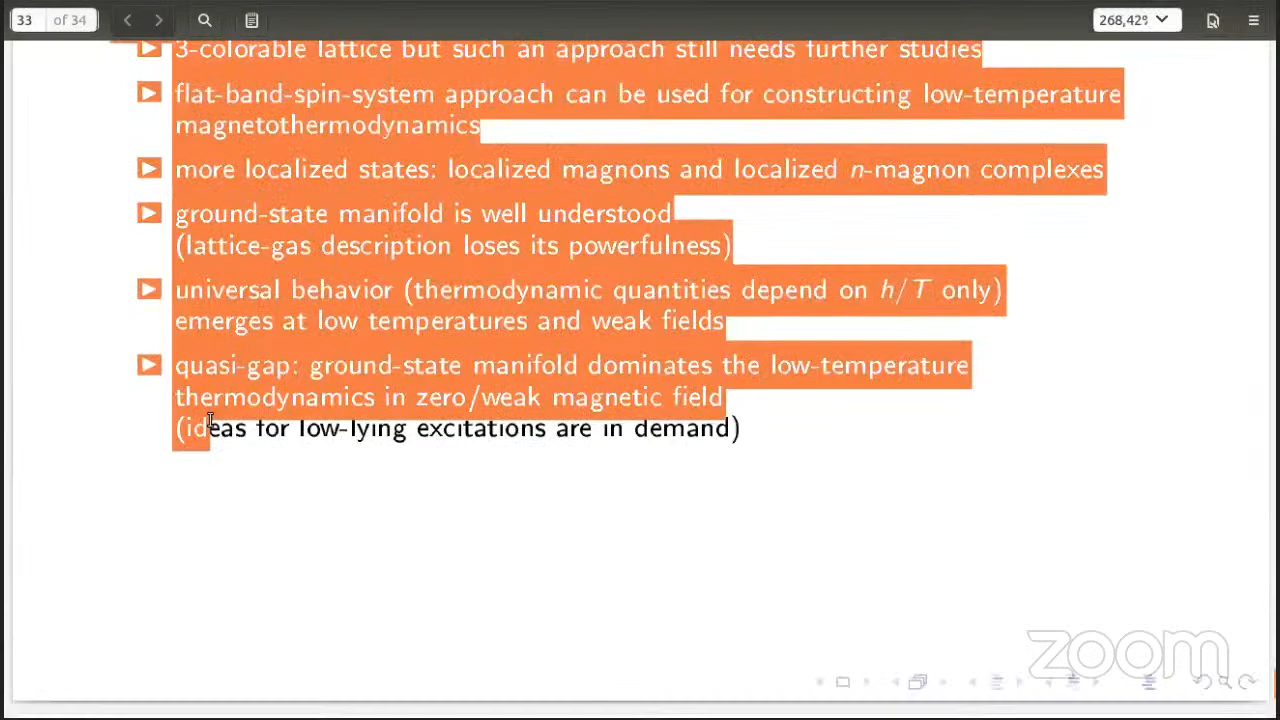 33 of 34
268,42%
3-colorable lattice but such an approach still needs further studies
flat-band-spin-system approach can be used for constructing low-temperature
magnetothermodynamics
more localized states: localized magnons and localized n-magnon complexes
ground-state manifold is well understood
(lattice-gas description loses its powerfulness)
universal behavior (thermodynamic quantities depend on h/T only)
emerges at low temperatures and weak fields
quasi-gap: ground-state manifold dominates the low-temperature
thermodynamics in zero/weak magnetic field
(ideas for low-lying excitations are in demand)
zoom